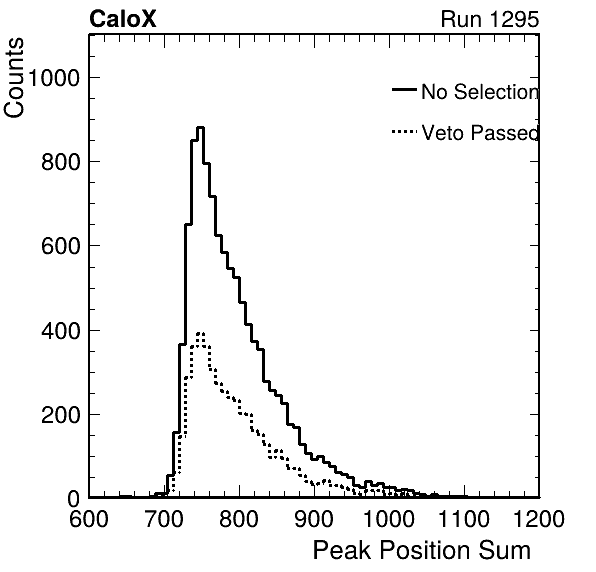 CaloX Run 1295
Counts
1000
800
600
400
200
0
No Selection
Veto Passed
600 700 800 900 1000 1100 1200
Peak Position Sum